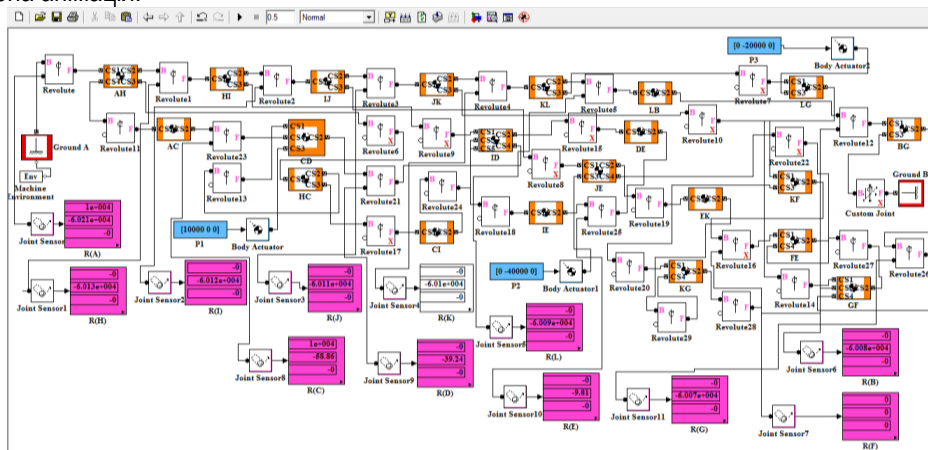 0.5 Normal
[0 -20000 0]
P3
Body Actuator2
Revolute
AH
Revolute1
HI
Revolute2
IJ
Revolute3
JK
Revolute4
KL
Revolute5
LB
Revolute7
LG
Revolute11
AC
Revolute23
CD
Revolute6
Revolute9
ID
Revolute15
DE
Revolute10
Revolute22
Revolute12
BG
Ground A
Env
Machine
Environment
Revolute13
HC
Revolute21
Revolute24
Revolute8
JE
Revolute19
KF
Ground B
Custom Joint
Joint Sensor
1e+004
-6.021e+004
-0
R(A)
[10000 0 0]
P1
Body Actuator
Revolute17
CI
Revolute18
IE
Revolute25
EK
Revolute16
FE
Revolute27
Revolute26
[0 -40000 0]
P2
Body Actuator1
Revolute20
KG
Revolute14
GF
Revolute29
Revolute28
Joint Sensor1
-0
-6.013e+004
-0
R(H)
Joint Sensor2
-0
-6.012e+004
-0
R(I)
Joint Sensor3
-0
-6.011e+004
-0
R(J)
Joint Sensor4
-0
-6.01e+004
-0
R(K)
Joint Sensor5
-0
-6.009e+004
-0
R(L)
Joint Sensor6
-0
-6.008e+004
-0
R(B)
Joint Sensor8
1e+004
-58.86
-0
R(C)
Joint Sensor9
-0
-39.24
-0
R(D)
Joint Sensor10
-0
-9.81
-0
R(E)
Joint Sensor11
-0
-6.007e+004
-0
R(G)
Joint Sensor7
0
0
0
R(F)